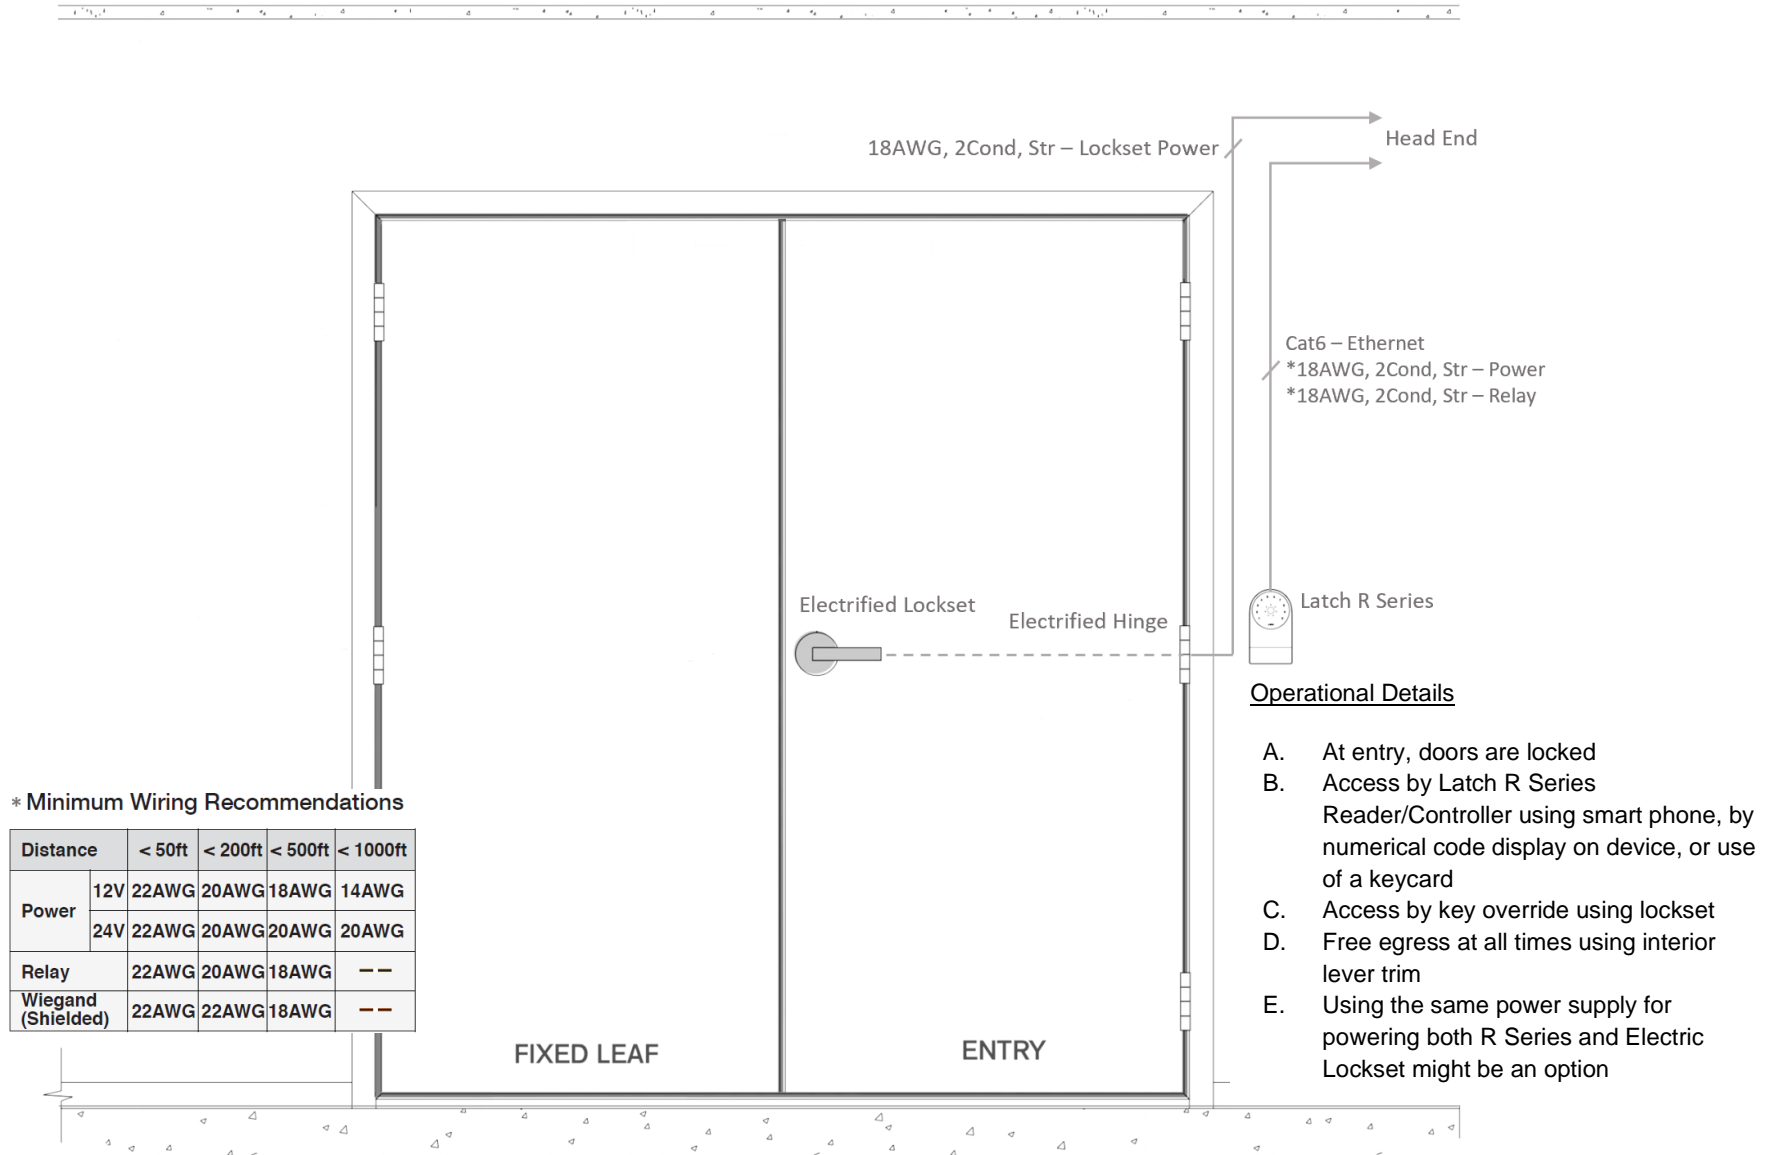 18AWG, 2Cond, Str – Lockset Power
Head End
Cat6 – Ethernet
*18AWG, 2Cond, Str – Power
*18AWG, 2Cond, Str – Relay
Electrified Lockset
Electrified Hinge
Latch R Series
Operational Details
A. At entry, doors are locked
B. Access by Latch R Series
Reader/Controller using smart phone, by
numerical code display on device, or use
of a keycard
C. Access by key override using lockset
D. Free egress at all times using interior
lever trim
E. Using the same power supply for
powering both R Series and Electric
Lockset might be an option
* Minimum Wiring Recommendations
Distance < 50ft < 200ft < 500ft < 1000ft
Power
12V 22AWG 20AWG 18AWG 14AWG
24V 22AWG 20AWG 20AWG 20AWG
Relay 22AWG 20AWG 18AWG – –
Wiegand
(Shielded) 22AWG 22AWG 18AWG – –
FIXED LEAF
ENTRY